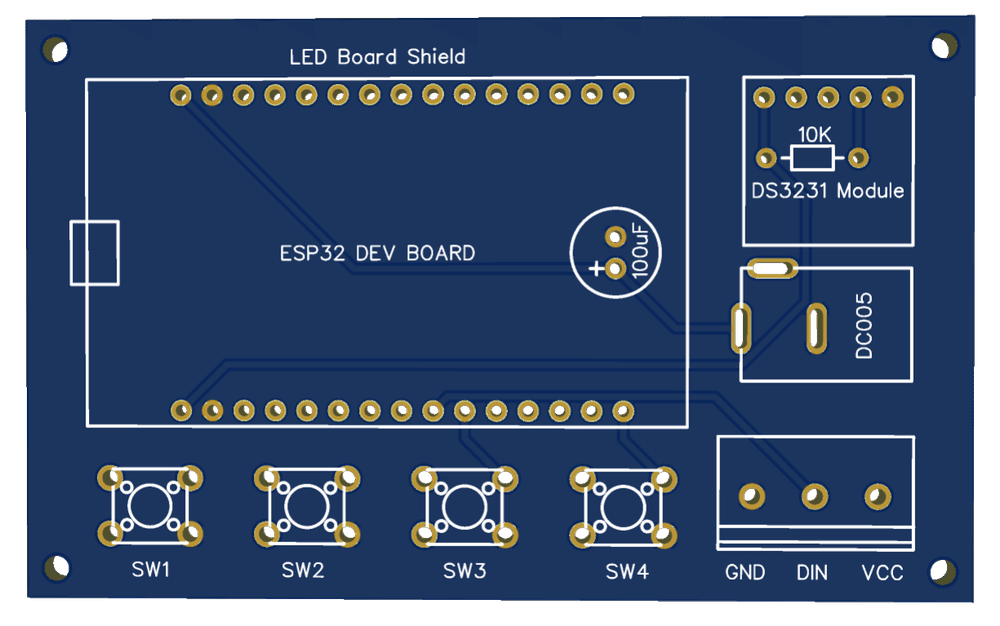 LED Board Shield
10K
DS3231 Module
ESP32 DEV BOARD
+
100uF
DC005
SW1
SW2
SW3
SW4
GND
DIN
VCC